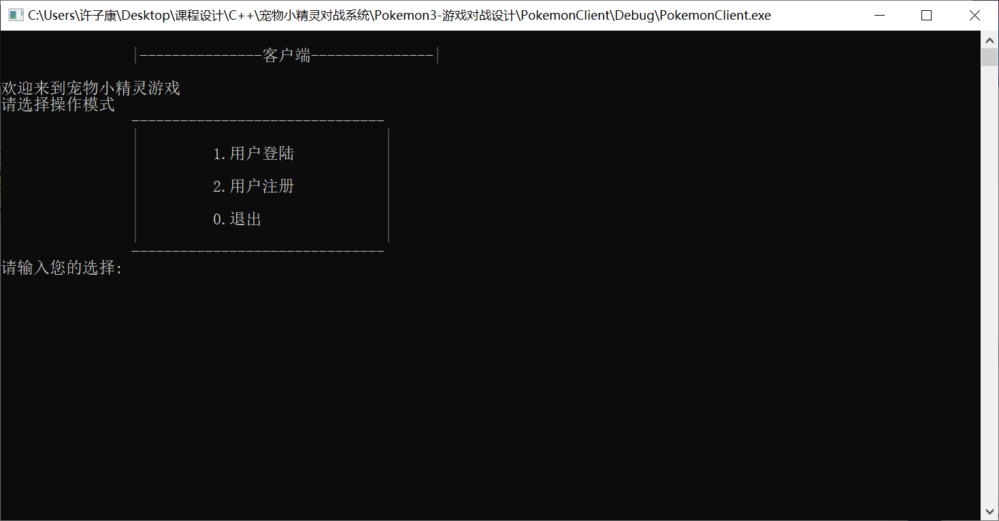 C:\Users\许子康\Desktop\课程设计\C++\宠物小精灵对战系统\Pokemon3-游戏对战设计\PokemonClient\Debug\PokemonClient.exe
|---------------客户端---------------|
欢迎来到宠物小精灵游戏
请选择操作模式
-------------------------------
1.用户登陆
2.用户注册
0.退出
-------------------------------
请输入您的选择: